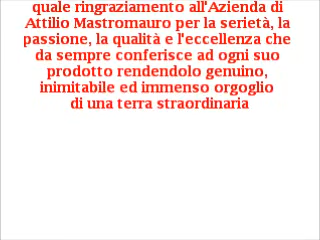 quale ringraziamento all'Azienda di
Attilio Mastromauro per la serietà, la
passione, la qualità e l'eccellenza che
da sempre conferisce ad ogni suo
prodotto rendendolo genuino,
inimitabile ed immenso orgoglio
di una terra straordinaria